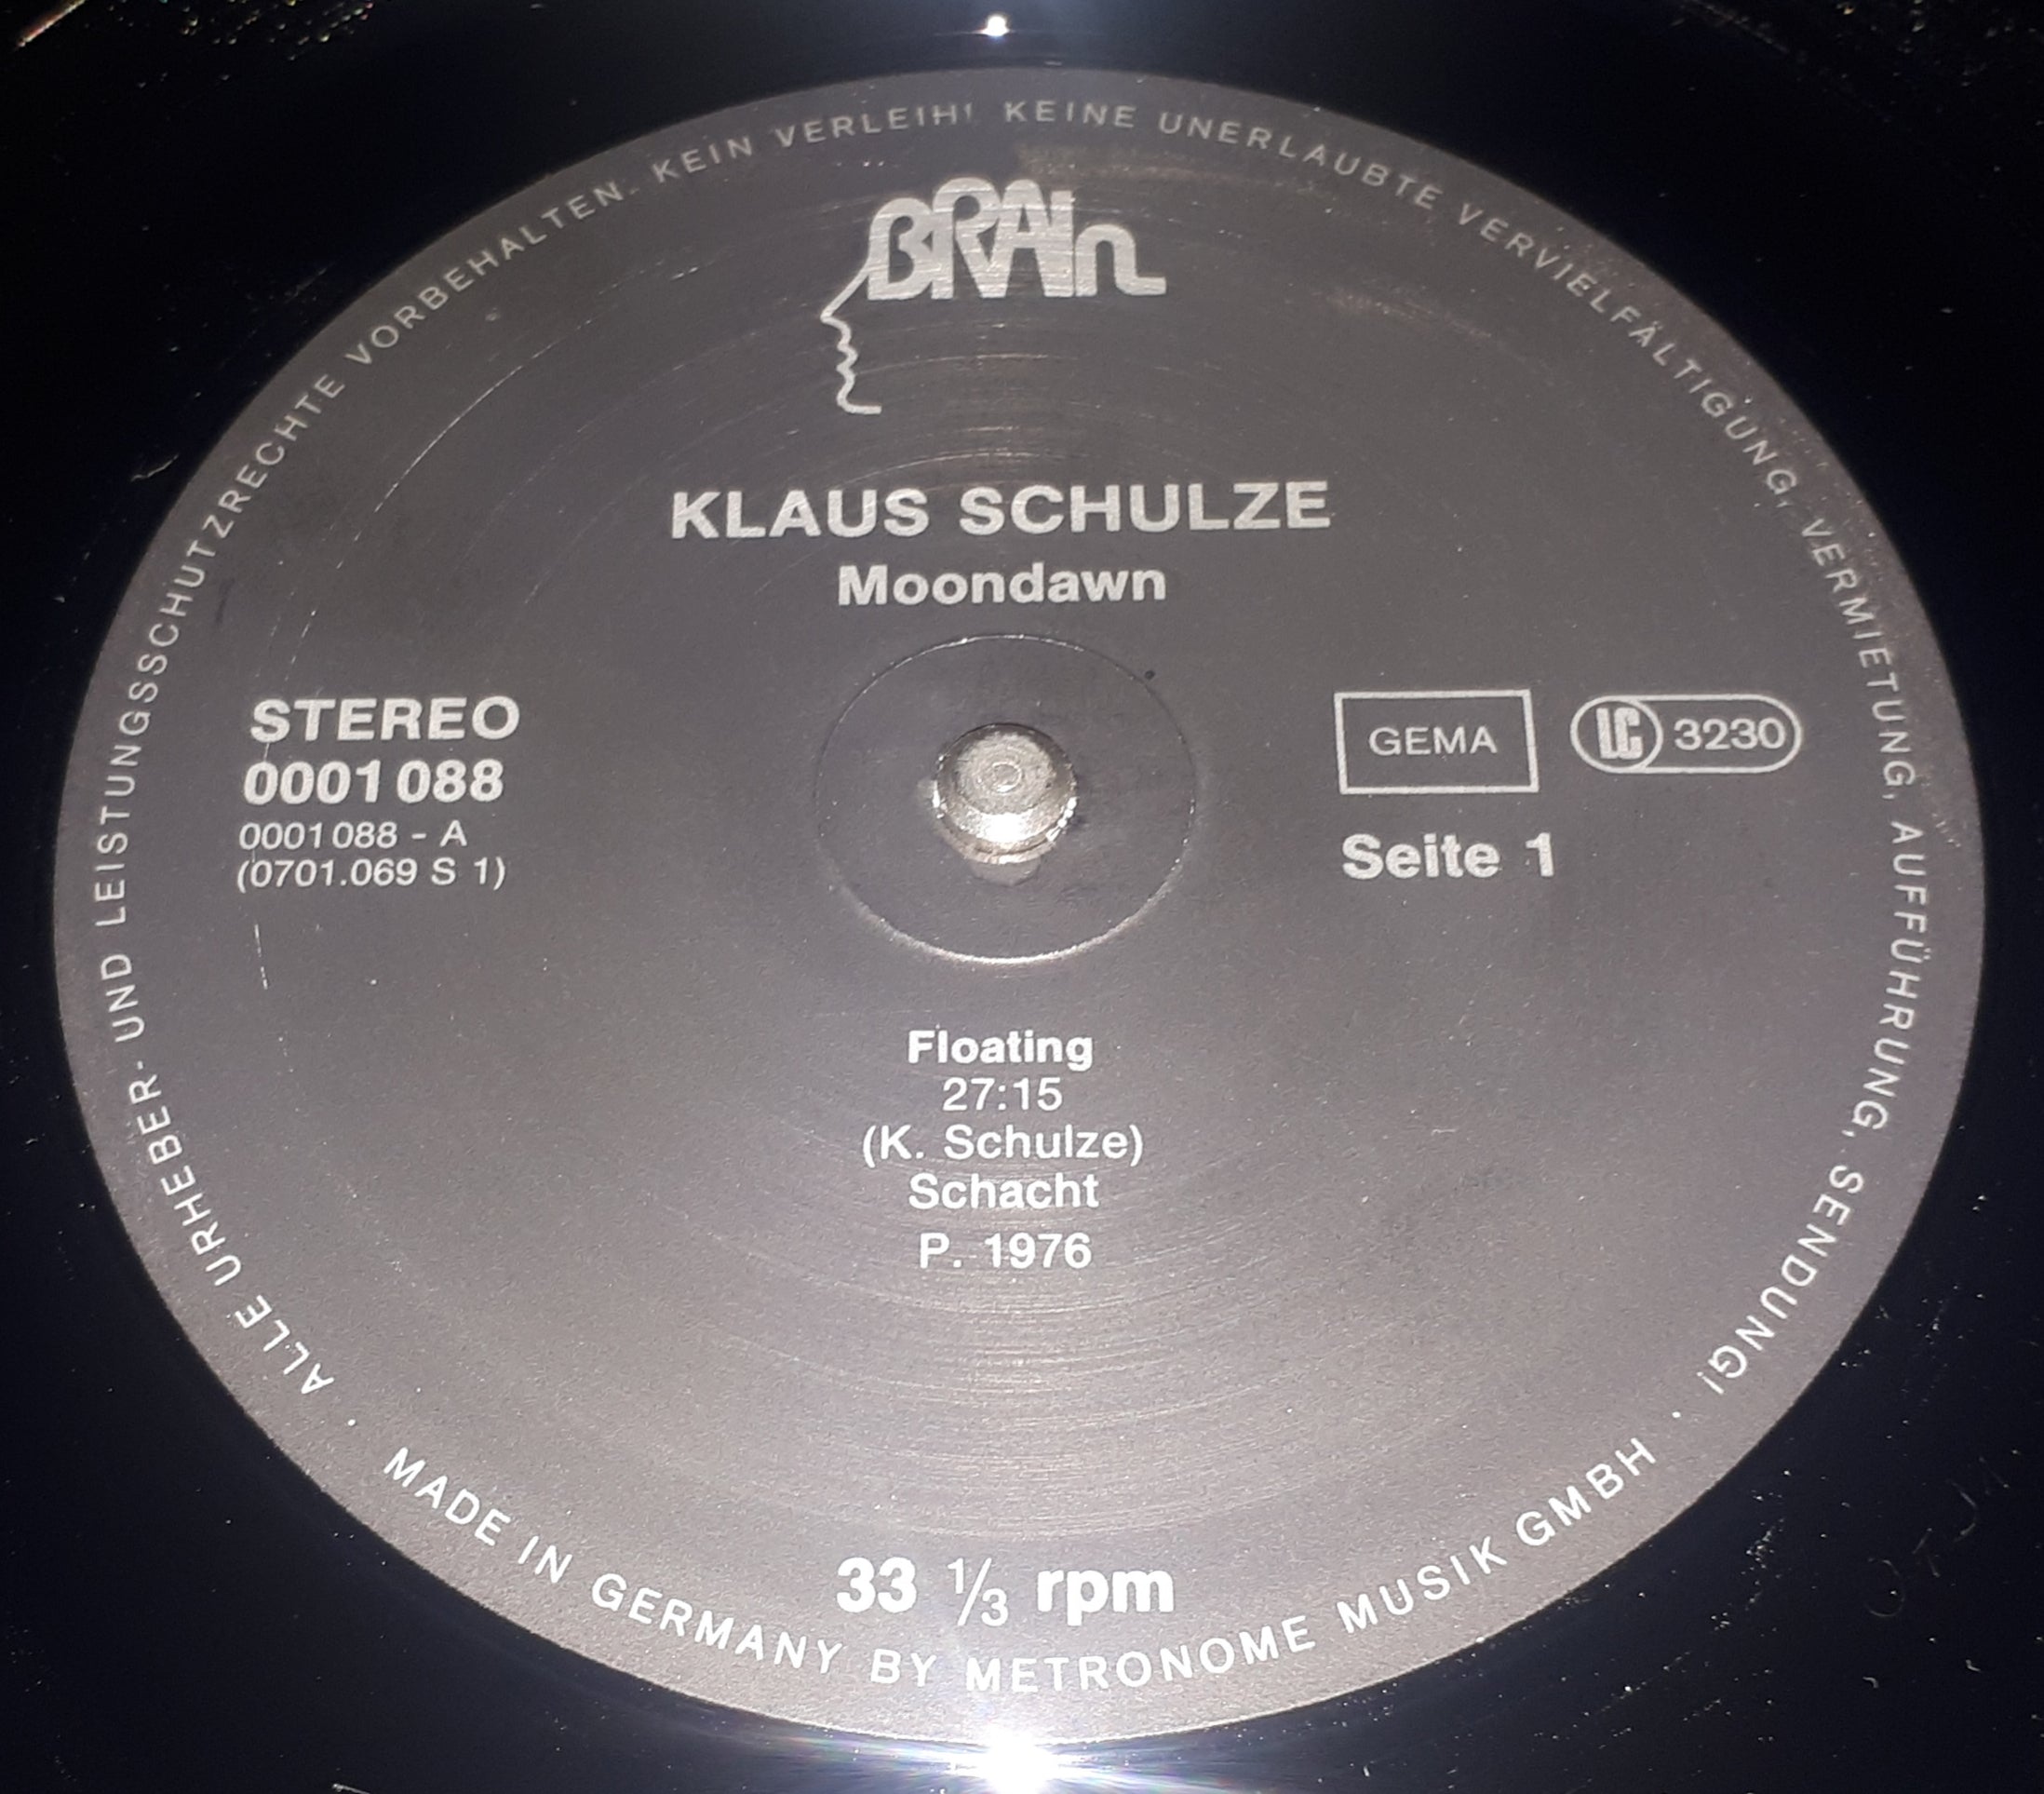 ALLE URHEBER- UND LEISTUNGSSCHUTZRECHTE VORBEHALTEN. KEIN VERLEIH! KEINE UNERLAUBTE VERVIELFÄLTIGUNG, VERMIETUNG, AUFFÜHRUNG, SENDUNG!
BRAIN
KLAUS SCHULZE
Moondawn
STEREO
0001 088
0001 088 - A
(0701.069 S 1)
GEMA
LC 3230
Seite 1
Floating
27:15
(K. Schulze)
Schacht
P. 1976
33 ⅓ rpm
· MADE IN GERMANY BY METRONOME MUSIK GMBH ·